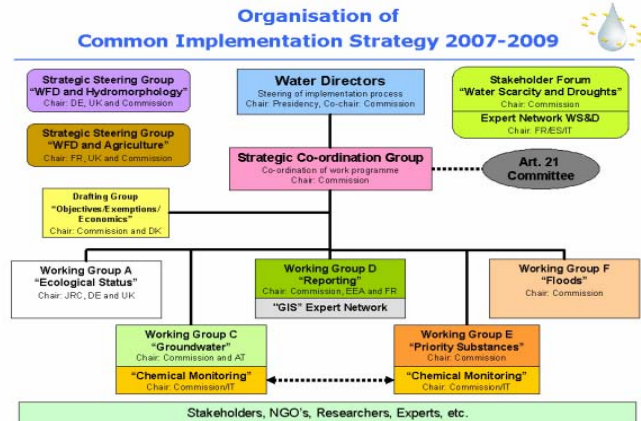 Organisation of
Common Implementation Strategy 2007-2009
Strategic Steering Group
“WFD and Hydromorphology”
Chair: DE, UK and Commission
Water Directors
Steering of implementation process
Chair: Presidency, Co-chair: Commission
Stakeholder Forum
“Water Scarcity and Droughts”
Chair: Commission
Expert Network WS&D
Chair: FR/ES/IT
Strategic Steering Group
“WFD and Agriculture”
Chair: FR, UK and Commission
Strategic Co-ordination Group
Co-ordination of work programme
Chair: Commission
Art. 21
Committee
Drafting Group
“Objectives/Exemptions/
Economics”
Chair: Commission and DK
Working Group A
“Ecological Status”
Chair: JRC, DE and UK
Working Group D
“Reporting”
Chair: Commission, EEA and FR
“GIS” Expert Network
Working Group F
“Floods”
Chair: Commission
Working Group C
“Groundwater”
Chair: Commission and AT
“Chemical Monitoring”
Chair: Commission/IT
Working Group E
“Priority Substances”
Chair: Commission
“Chemical Monitoring”
Chair: Commission/IT
Stakeholders, NGO’s, Researchers, Experts, etc.